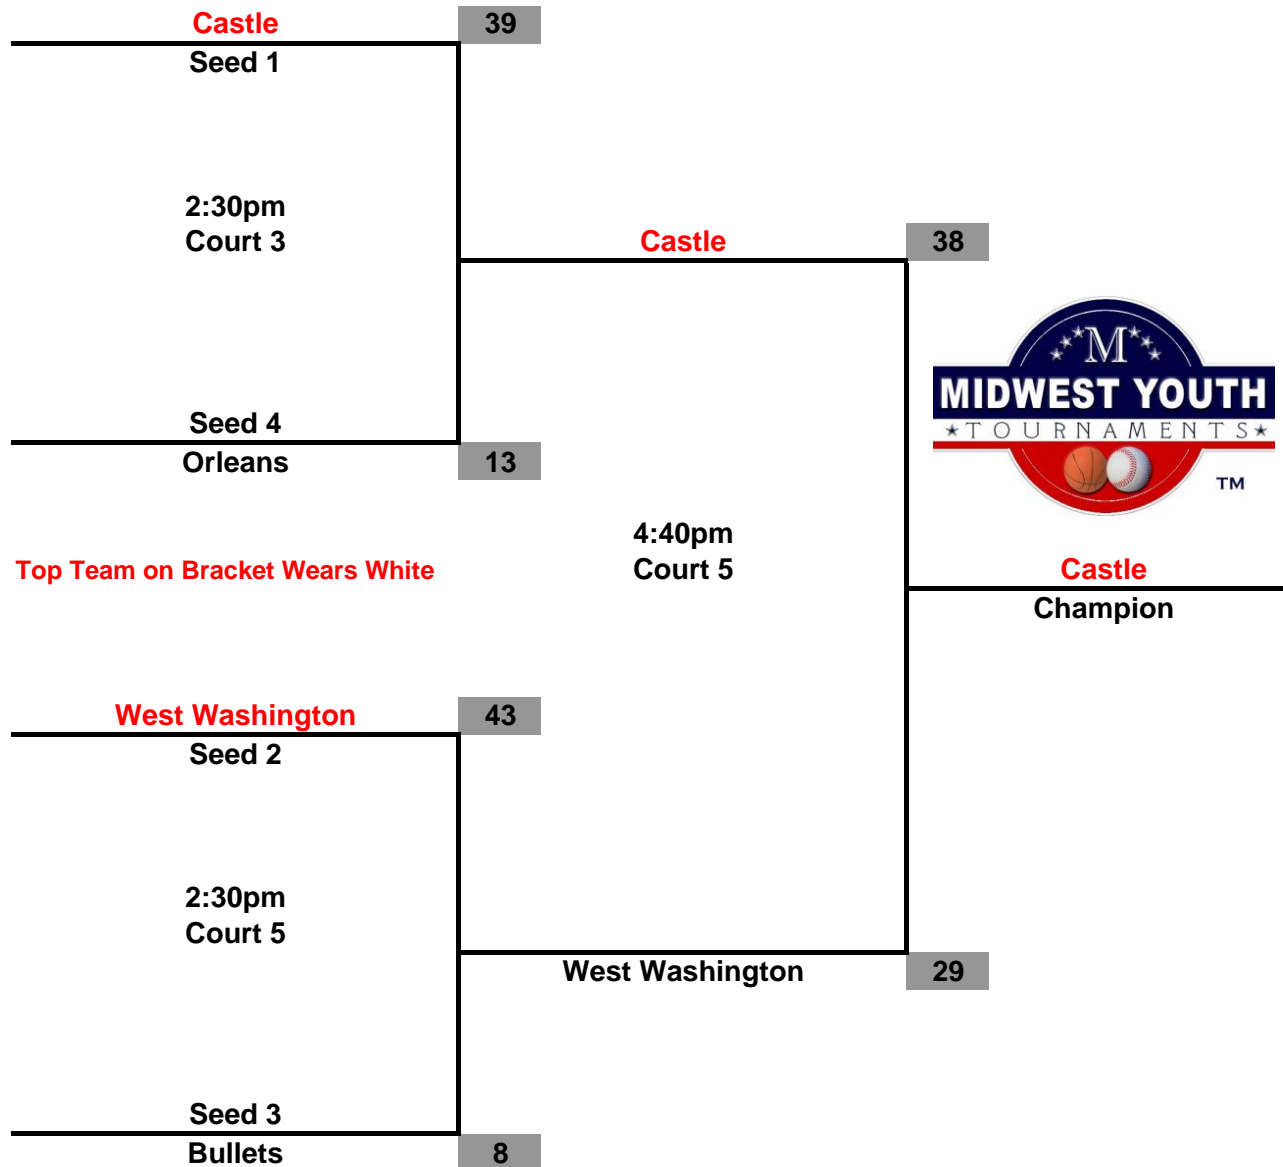 Castle 39
Seed 1
2:30pm
Court 3
Castle 38
M
MIDWEST YOUTH
TOURNAMENTS
TM
Seed 4
Orleans 13
4:40pm
Court 5
Top Team on Bracket Wears White
Castle
Champion
West Washington 43
Seed 2
2:30pm
Court 5
West Washington 29
Seed 3
Bullets 8